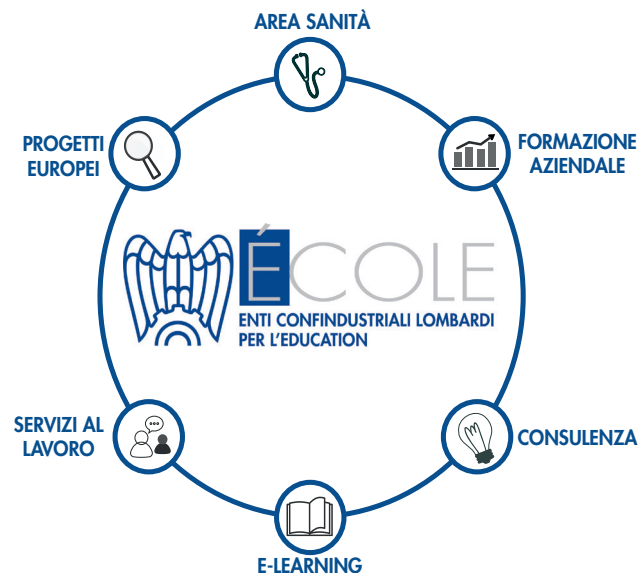 AREA SANITÀ
PROGETTI
EUROPEI
FORMAZIONE
AZIENDALE
ÉCOLE
ENTI CONFINDUSTRIALI LOMBARDI
PER L'EDUCATION
SERVIZI AL
LAVORO
CONSULENZA
E-LEARNING